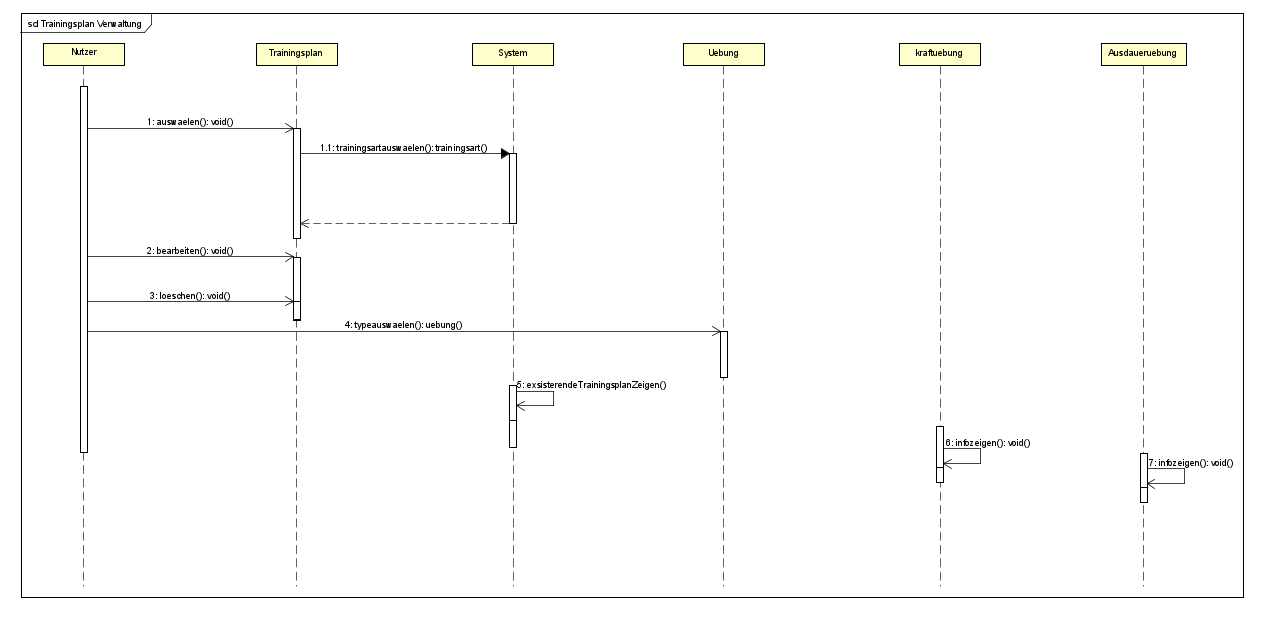 sd Trainingsplan Verwaltung
Nutzer
Trainingsplan
System
Uebung
kraftuebung
Ausdaueruebung
1: auswaelen(): void()
1.1: trainingsartauswaelen(): trainingsart()
2: bearbeiten(): void()
3: loeschen(): void()
4: typeauswaelen(): uebung()
5: exsisterendeTrainingsplanZeigen()
6: infozeigen(): void()
7: infozeigen(): void()